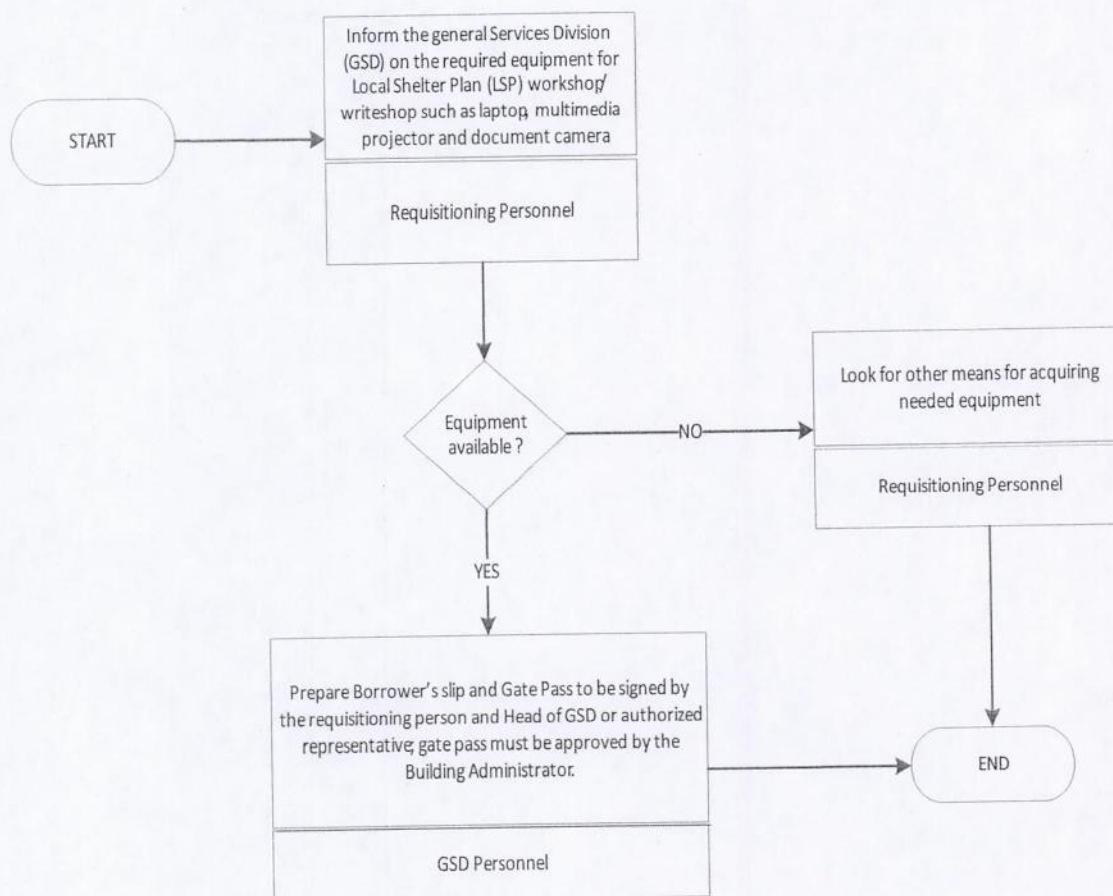 START
Inform the general Services Division
(GSD) on the required equipment for
Local Shelter Plan (LSP) workshop/
writeshop such as laptop, multimedia
projector and document camera
Requisitioning Personnel
Equipment
available ?
NO
Look for other means for acquiring
needed equipment
Requisitioning Personnel
YES
Prepare Borrower's slip and Gate Pass to be signed by
the requisitioning person and Head of GSD or authorized
representative; gate pass must be approved by the
Building Administrator.
GSD Personnel
END